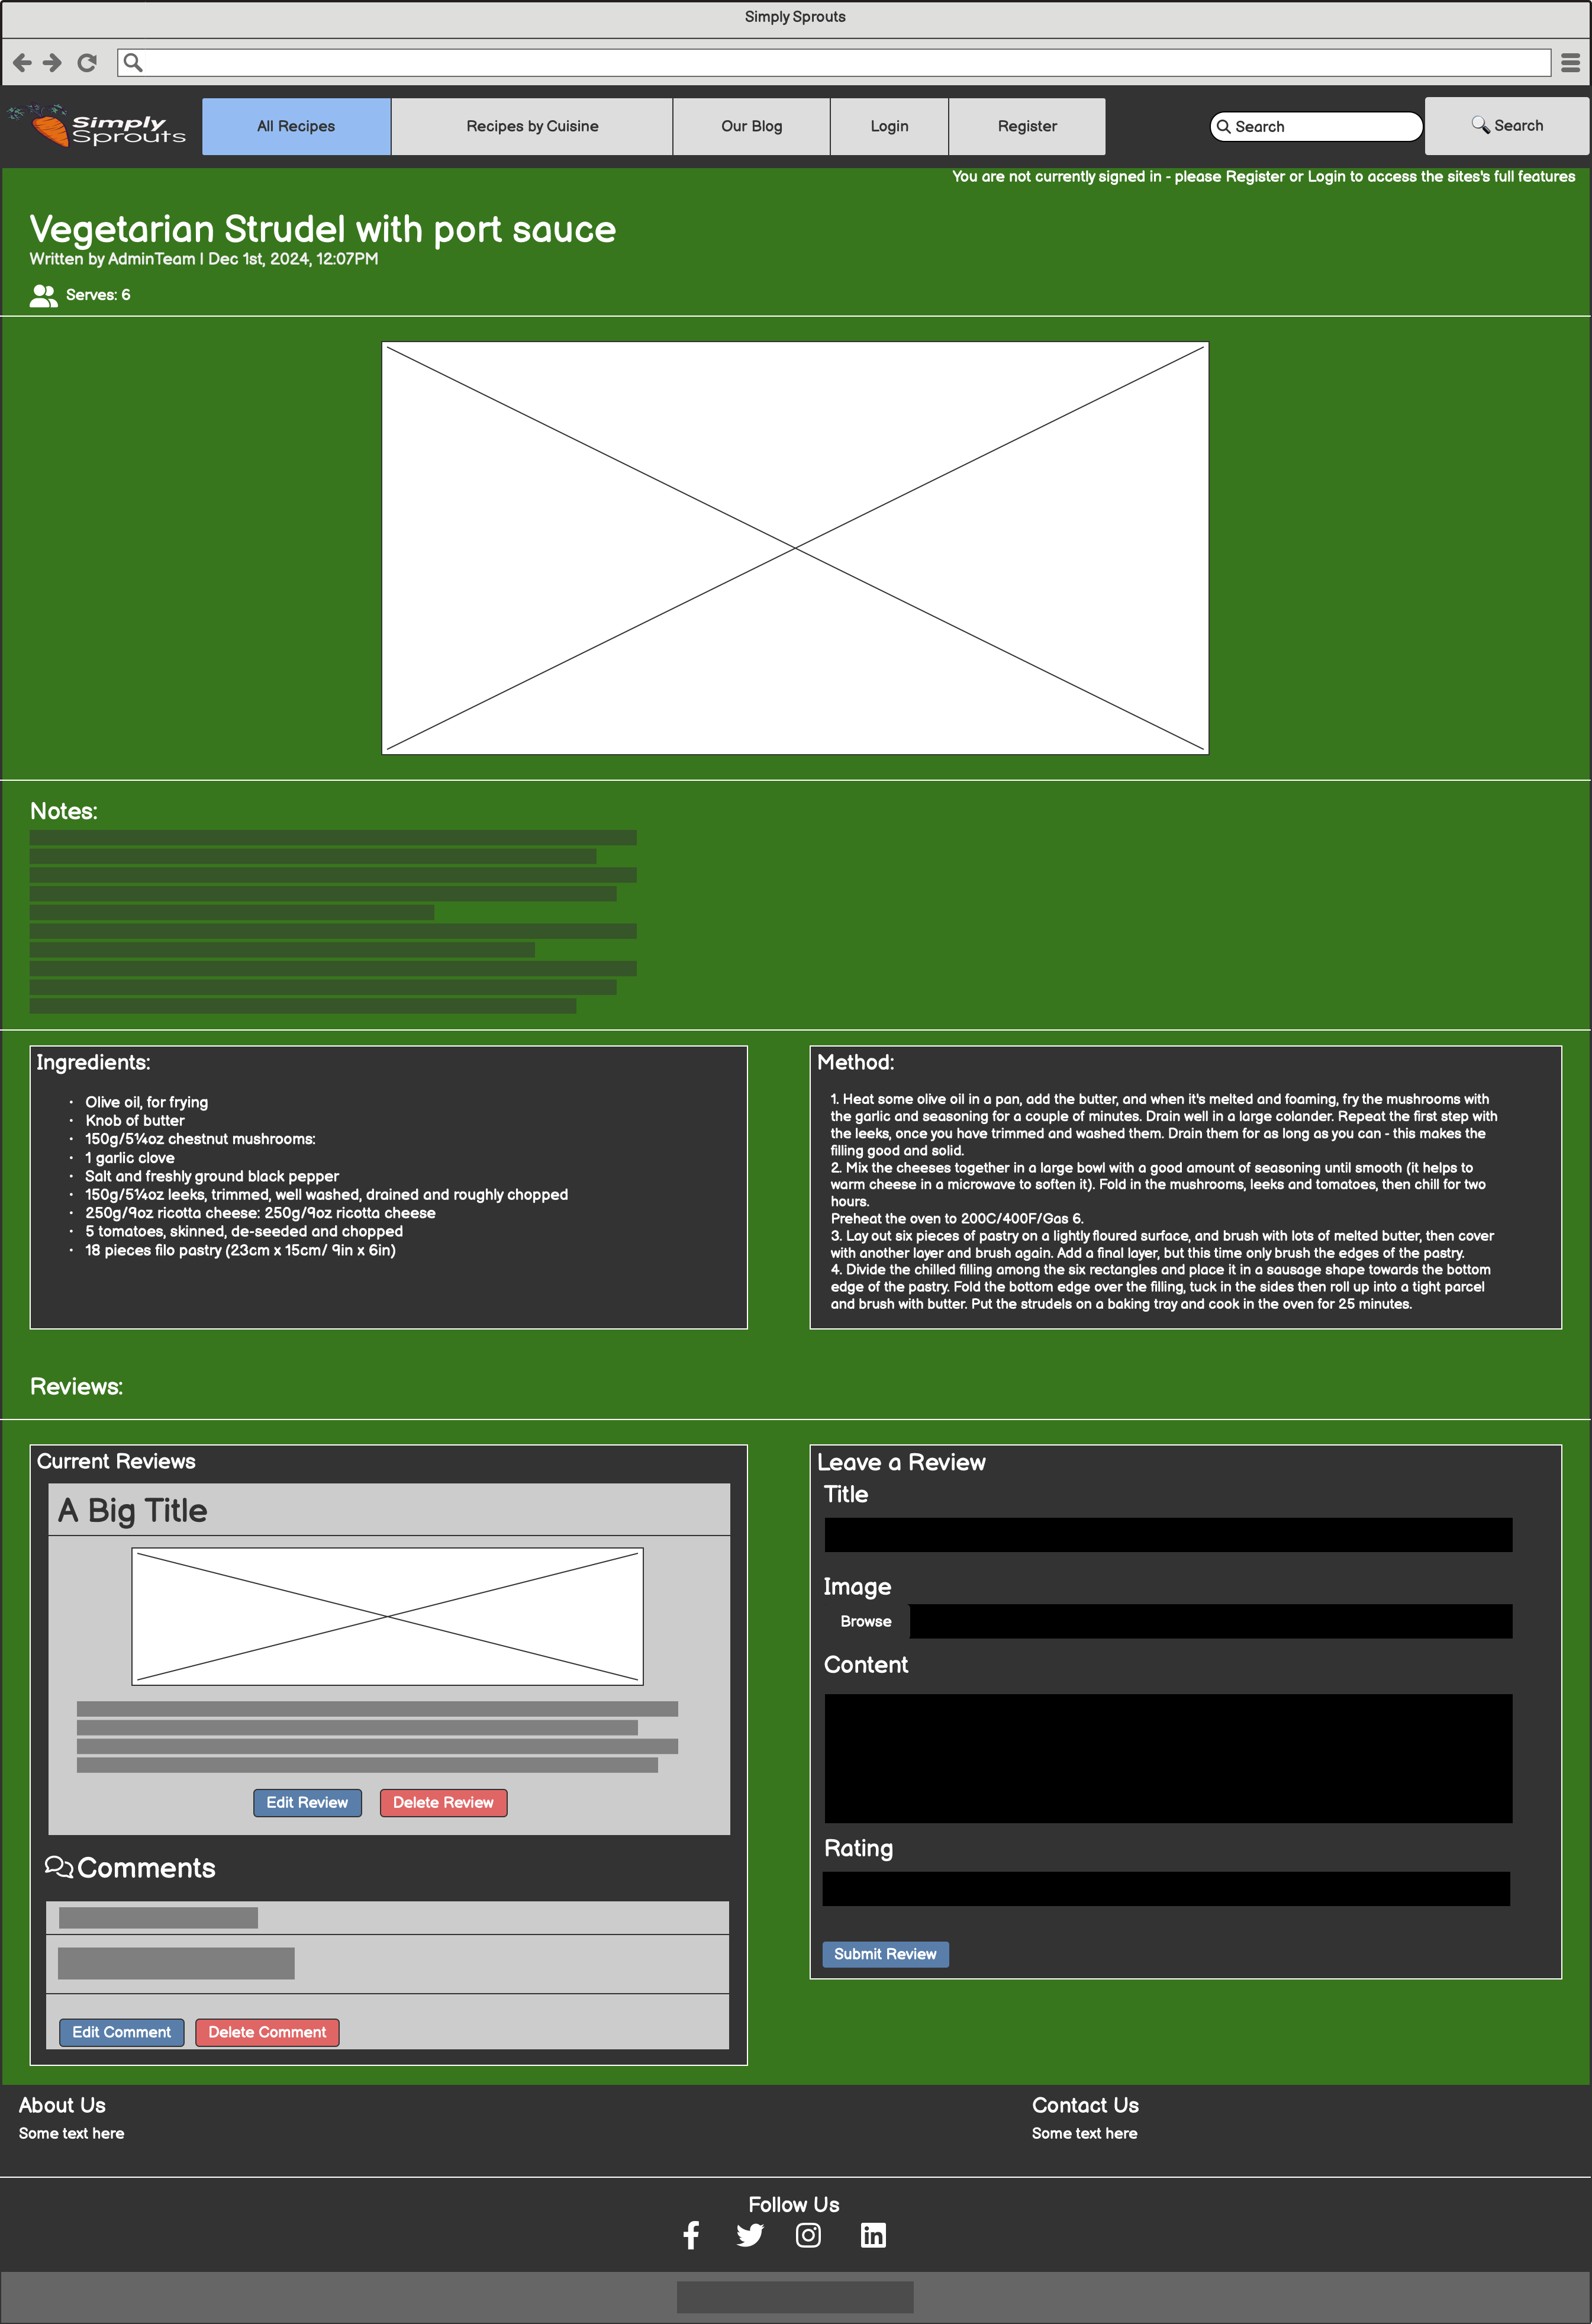 Simply Sprouts
Simply
Sprouts
All Recipes
Recipes by Cuisine
Our Blog
Login
Register
Search
Search
You are not currently signed in - please Register or Login to access the sites's full features
Vegetarian Strudel with port sauce
Written by AdminTeam | Dec 1st, 2024, 12:07PM
Serves: 6
Notes:
Ingredients:
• Olive oil, for frying
• Knob of butter
• 150g/5¼oz chestnut mushrooms:
• 1 garlic clove
• Salt and freshly ground black pepper
• 150g/5¼oz leeks, trimmed, well washed, drained and roughly chopped
• 250g/9oz ricotta cheese: 250g/9oz ricotta cheese
• 5 tomatoes, skinned, de-seeded and chopped
• 18 pieces filo pastry (23cm x 15cm/ 9in x 6in)
Method:
1. Heat some olive oil in a pan, add the butter, and when it's melted and foaming, fry the mushrooms with
the garlic and seasoning for a couple of minutes. Drain well in a large colander. Repeat the first step with
the leeks, once you have trimmed and washed them. Drain them for as long as you can - this makes the
filling good and solid.
2. Mix the cheeses together in a large bowl with a good amount of seasoning until smooth (it helps to
warm cheese in a microwave to soften it). Fold in the mushrooms, leeks and tomatoes, then chill for two
hours.
Preheat the oven to 200C/400F/Gas 6.
3. Lay out six pieces of pastry on a lightly floured surface, and brush with lots of melted butter, then cover
with another layer and brush again. Add a final layer, but this time only brush the edges of the pastry.
4. Divide the chilled filling among the six rectangles and place it in a sausage shape towards the bottom
edge of the pastry. Fold the bottom edge over the filling, tuck in the sides then roll up into a tight parcel
and brush with butter. Put the strudels on a baking tray and cook in the oven for 25 minutes.
Reviews:
Current Reviews
A Big Title
Edit Review
Delete Review
Comments
Edit Comment
Delete Comment
Leave a Review
Title
Image
Browse
Content
Rating
Submit Review
About Us
Some text here
Contact Us
Some text here
Follow Us